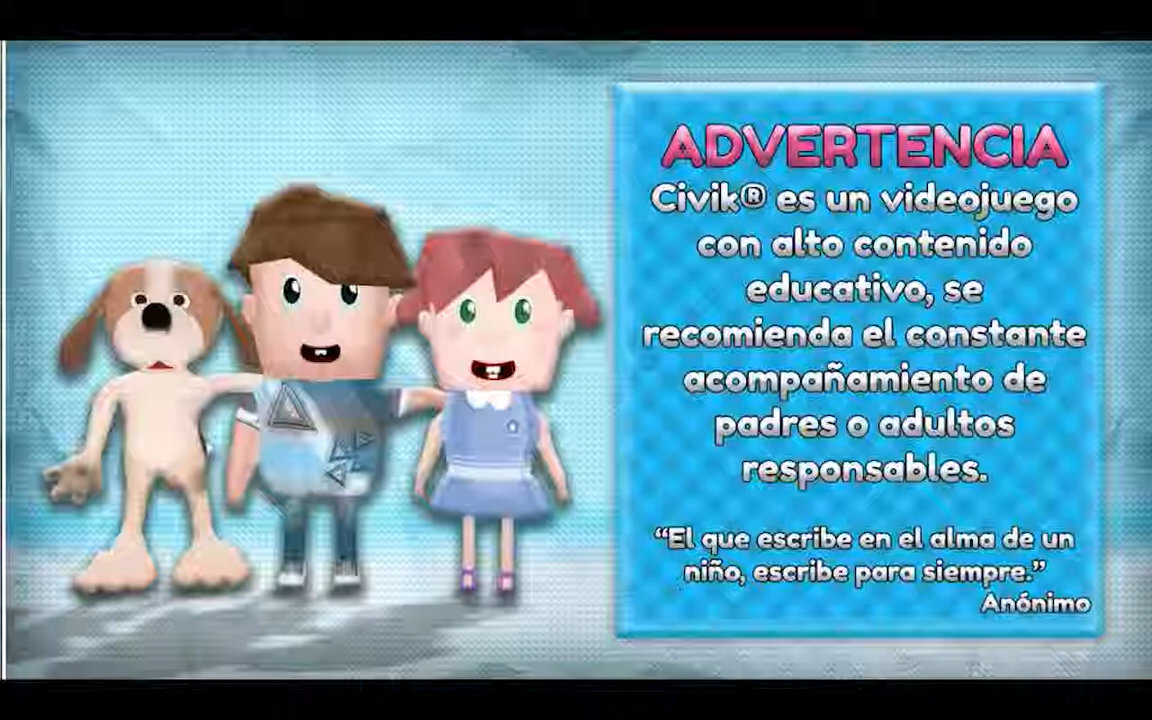 ADVERTENCIA
Civik® es un videojuego
con alto contenido
educativo, se
recomienda el constante
acompañamiento de
padres o adultos
responsables.
“El que escribe en el alma de un
niño, escribe para siempre.”
Anónimo